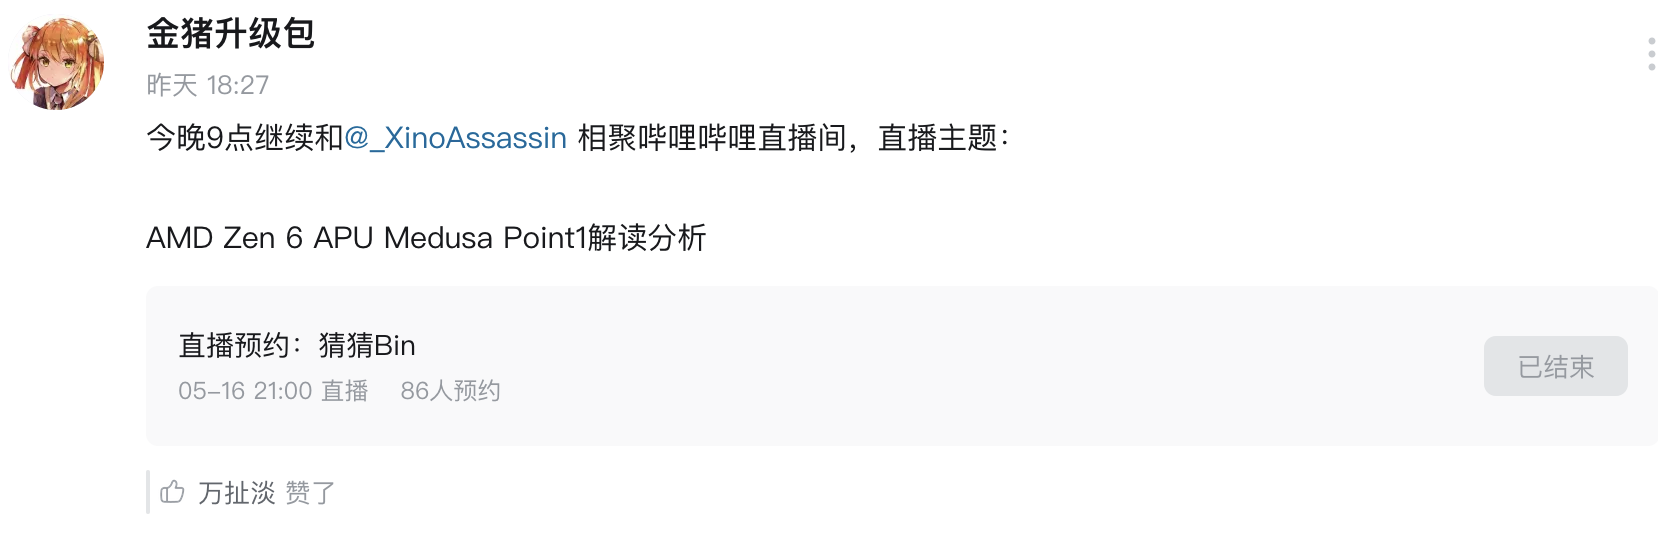 金猪升级包
昨天 18:27
今晚9点继续和@_XinoAssassin 相聚哔哩哔哩直播间，直播主题：
AMD Zen 6 APU Medusa Point1解读分析
直播预约：猜猜Bin
05-16 21:00 直播 86人预约
已结束
万扯淡 赞了